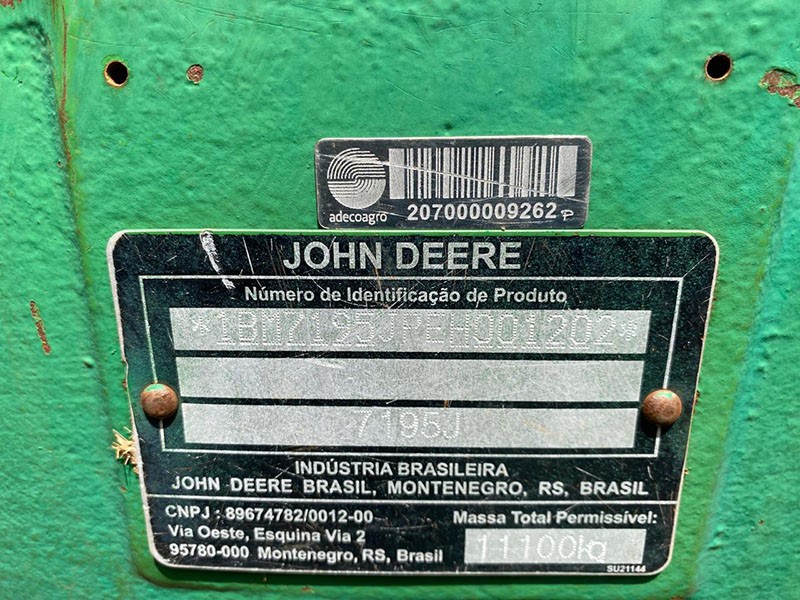 adecoagro
207000009262 P
JOHN DEERE
Número de Identificação de Produto
*1BM7195JPEH001202*
7195J
INDÚSTRIA BRASILEIRA
JOHN DEERE BRASIL, MONTENEGRO, RS, BRASIL
CNPJ : 89674782/0012-00
Via Oeste, Esquina Via 2
95780-000 Montenegro, RS, Brasil
Massa Total Permissível:
11100kg
SU21144